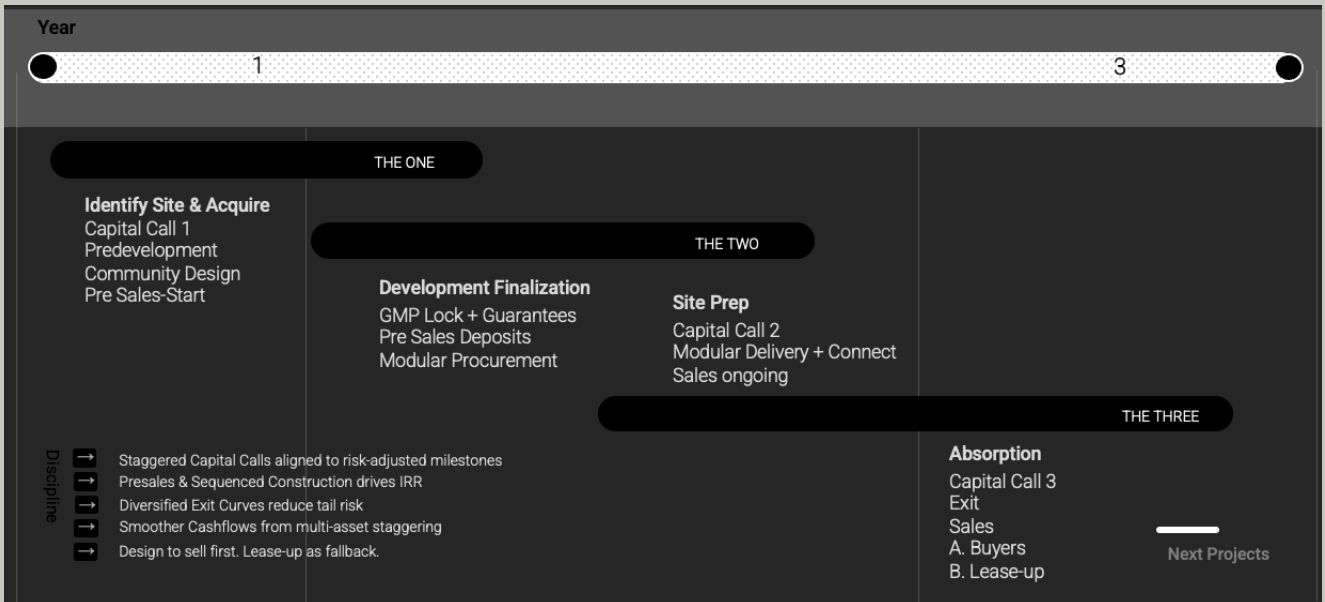 Year
1
3
THE ONE
Identify Site & Acquire
Capital Call 1
Predevelopment
Community Design
Pre Sales-Start
THE TWO
Development Finalization
GMP Lock + Guarantees
Pre Sales Deposits
Modular Procurement
Site Prep
Capital Call 2
Modular Delivery + Connect
Sales ongoing
THE THREE
Absorption
Capital Call 3
Exit
Sales
A. Buyers
B. Lease-up
Next Projects
Discipline
→ Staggered Capital Calls aligned to risk-adjusted milestones
→ Presales & Sequenced Construction drives IRR
→ Diversified Exit Curves reduce tail risk
→ Smoother Cashflows from multi-asset staggering
→ Design to sell first. Lease-up as fallback.